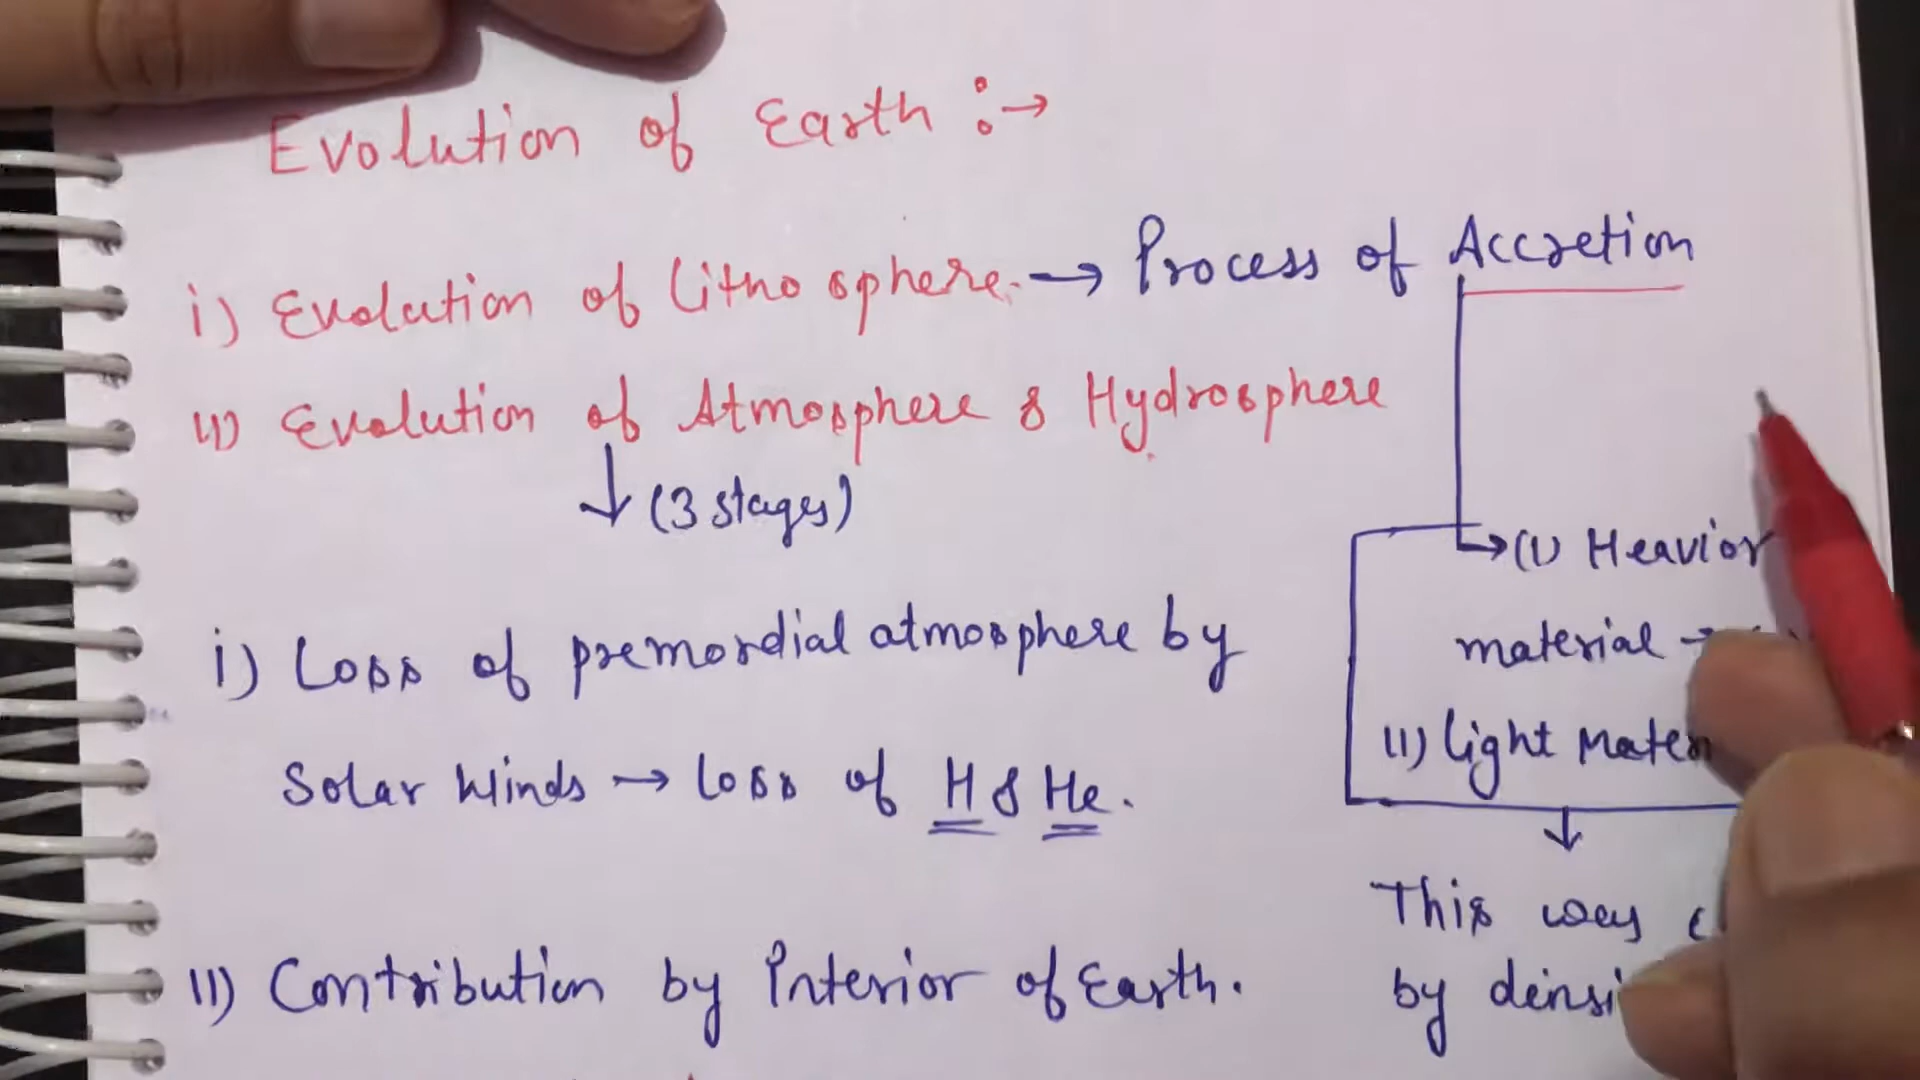 Evolution of Earth :→
i) Evolution of Lithosphere. → Process of Accretion
ii) Evolution of Atmosphere & Hydrosphere
↓ (3 stages)
i) Loss of premordial atmosphere by
Solar Winds → loss of H & He.
II) Contribution by Interior of Earth.
→ (1) Heavior
material →
II) light
↓
This way
by